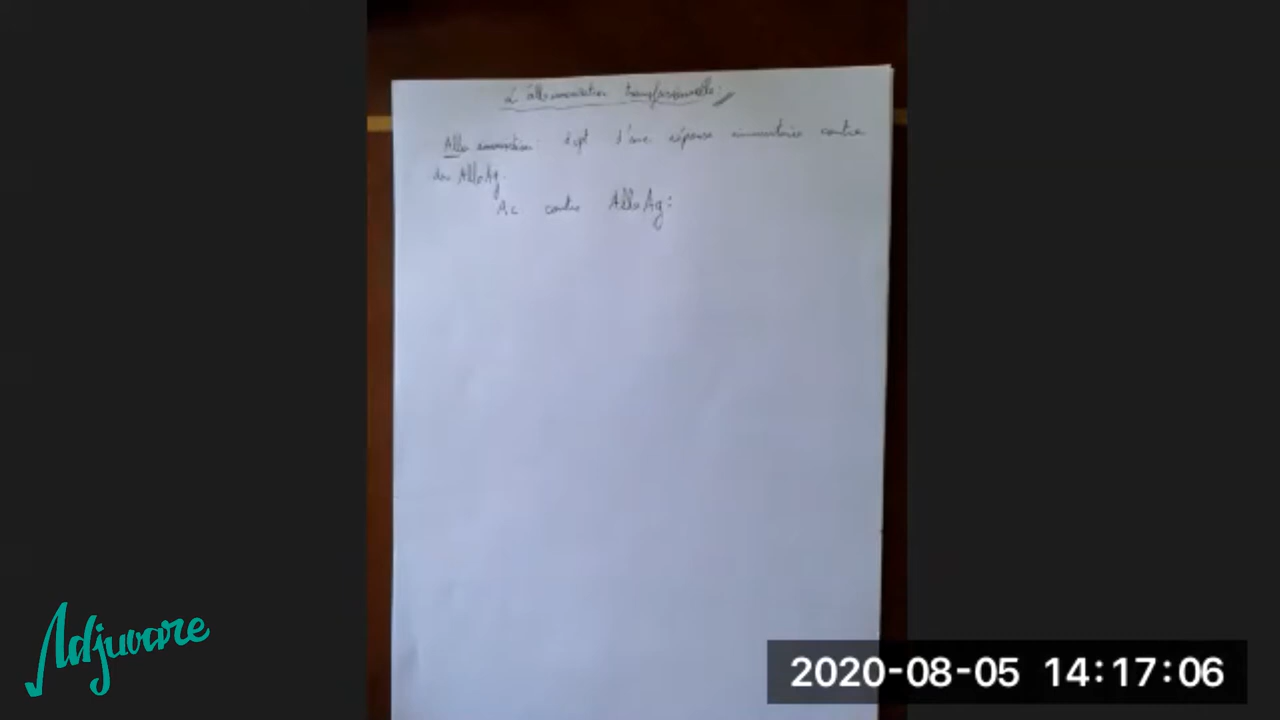 L'alloimmunisation transfusionnelle:
Allo immunisation: dvpt d'une réponse immunitaire contre
des AlloAg.
Ac contre AlloAg:
Adjuvare
2020-08-05 14:17:06